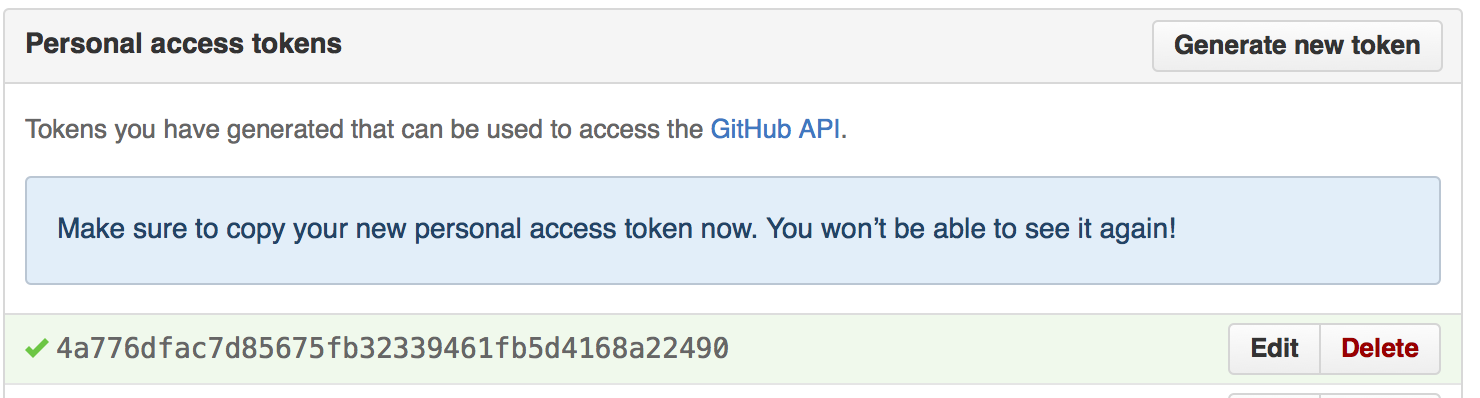 Personal access tokens
Generate new token
Tokens you have generated that can be used to access the GitHub API.
Make sure to copy your new personal access token now. You won’t be able to see it again!
4a776dfac7d85675fb32339461fb5d4168a22490
Edit
Delete